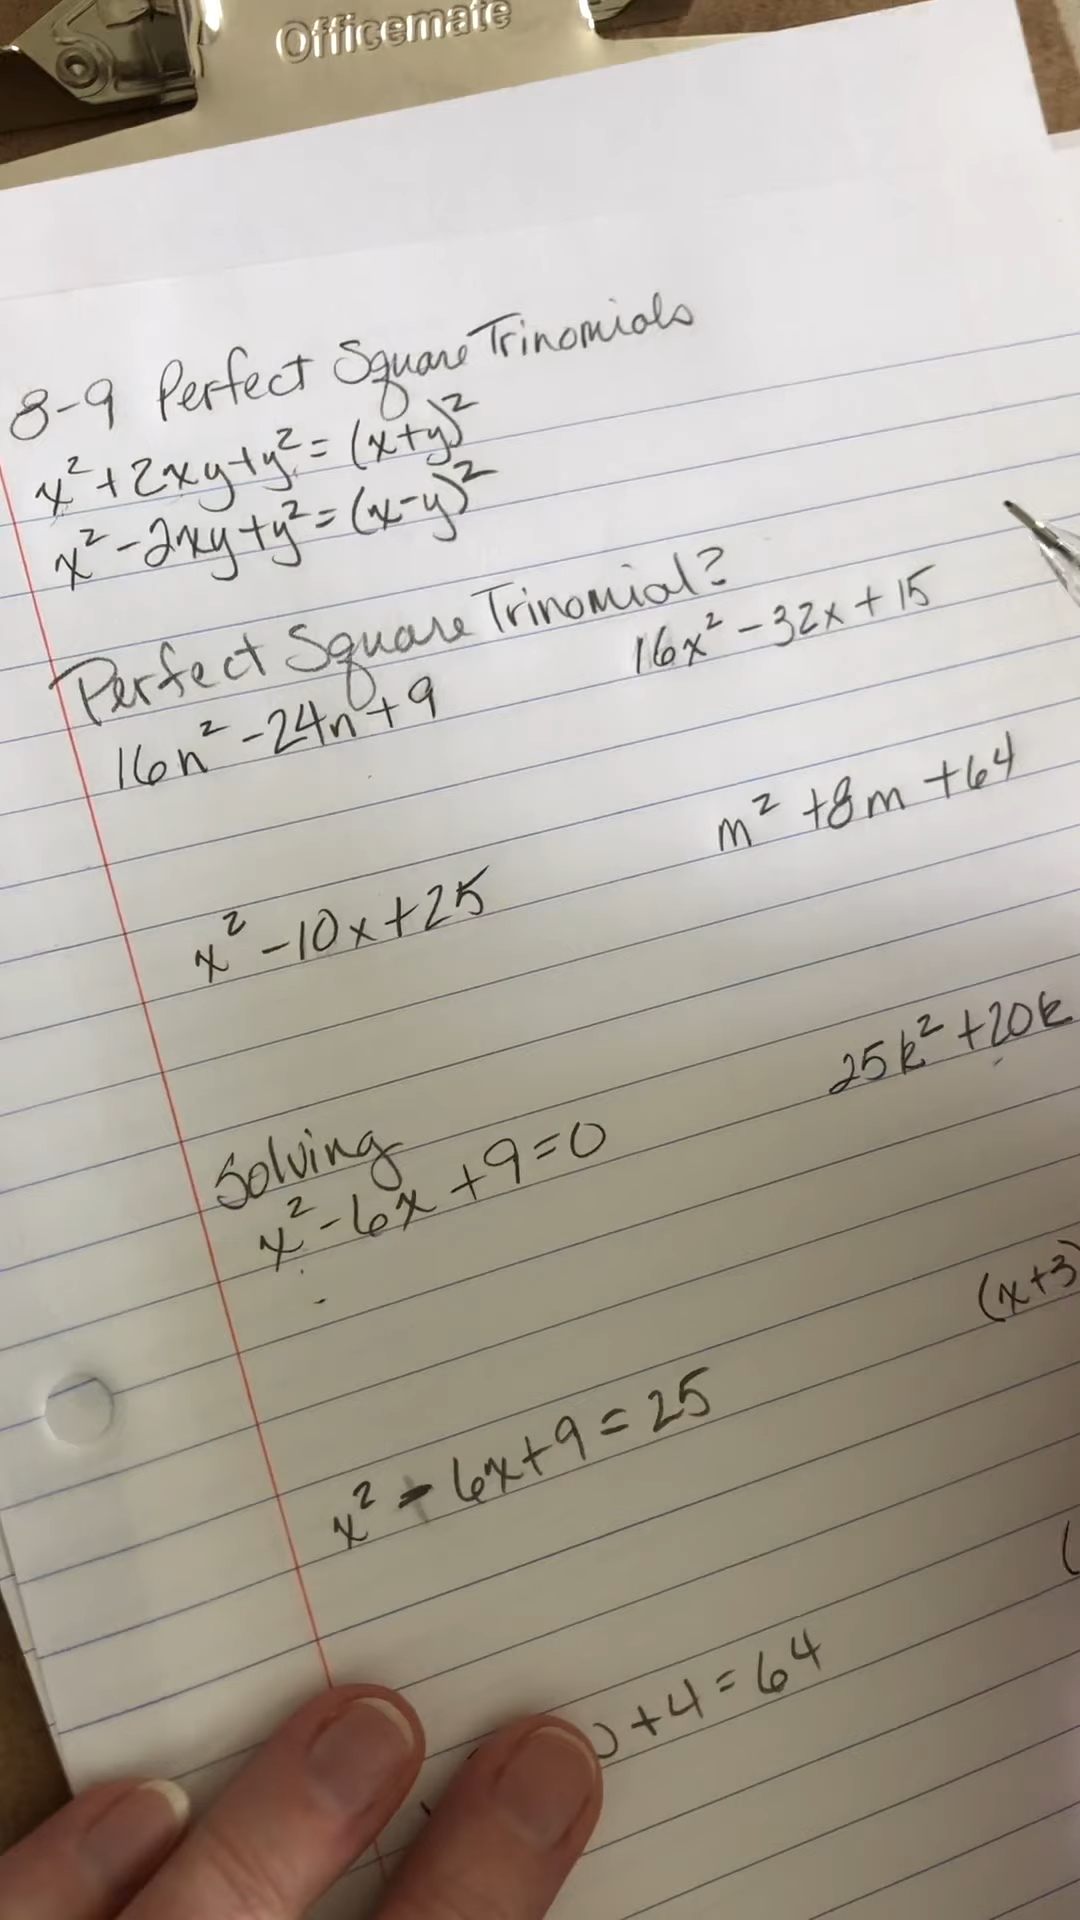 Officemate
8-9 Perfect Square Trinomials
x²+2xy+y²=(x+y)²
x²-2xy+y²=(x-y)²
Perfect Square Trinomial?
16n²-24n+9
16x²-32x+15
x²-10x+25
m²+8m+64
25k²+20k
Solving
x²-6x+9=0
(x+3)
x²-6x+9=25
+4=64